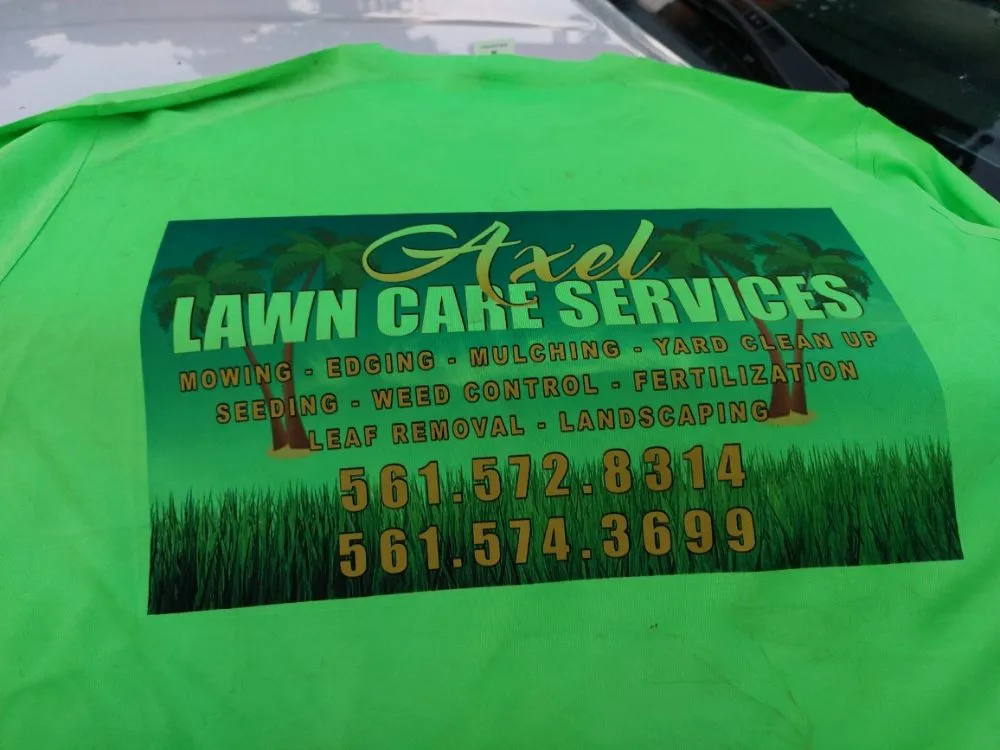 Axel
LAWN CARE SERVICES
MOWING - EDGING - MULCHING - YARD CLEAN UP
SEEDING - WEED CONTROL - FERTILIZATION
LEAF REMOVAL - LANDSCAPING
561.572.8314
561.574.3699